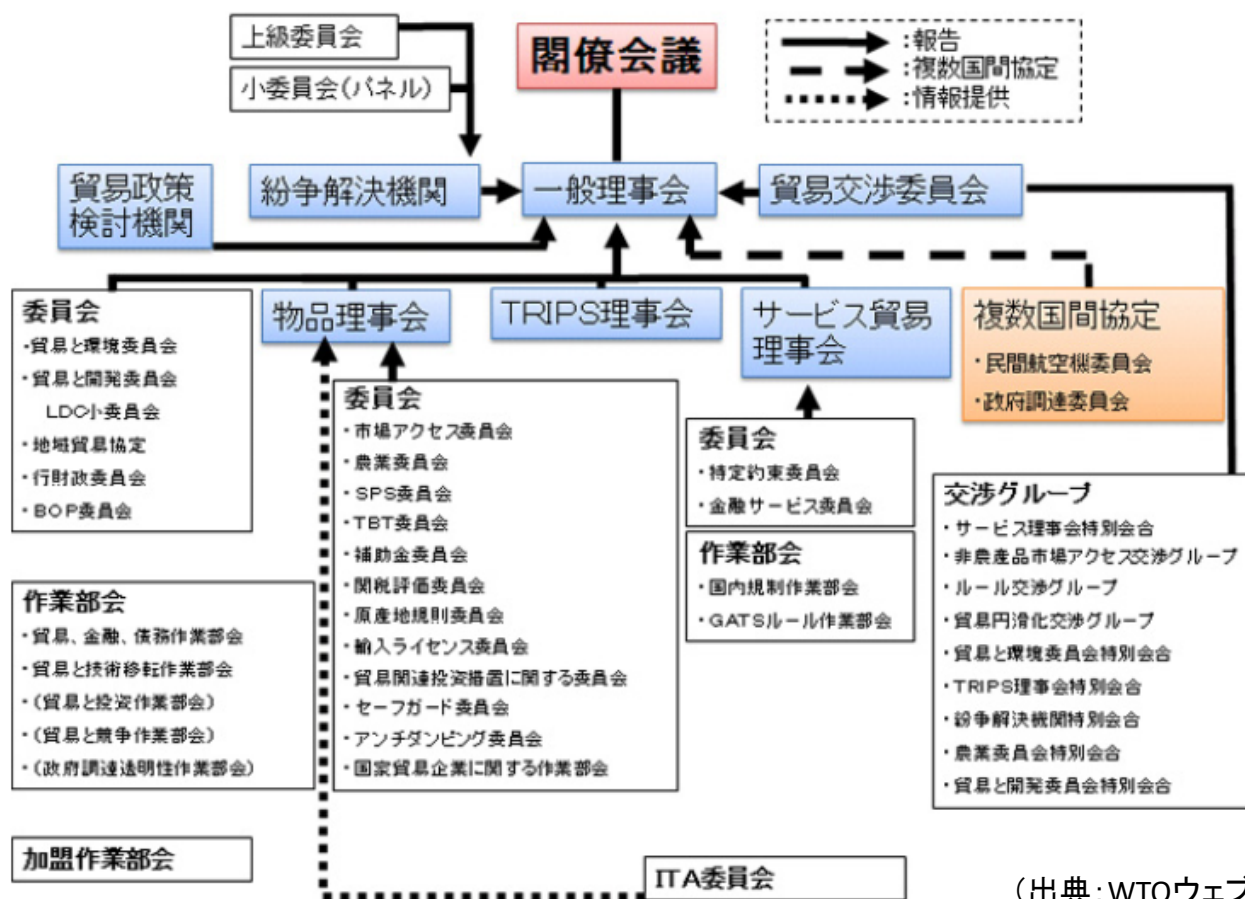 上級委員会
小委員会(パネル)
閣僚会議
:報告
:複数国間協定
:情報提供
貿易政策
検討機関
紛争解決機関
一般理事会
貿易交渉委員会
委員会
・貿易と環境委員会
・貿易と開発委員会
LDC小委員会
・地域貿易協定
・行財政委員会
・BOP委員会
作業部会
・貿易、金融、債務作業部会
・貿易と技術移転作業部会
・(貿易と投資作業部会)
・(貿易と競争作業部会)
・(政府調達透明性作業部会)
加盟作業部会
物品理事会
委員会
・市場アクセス委員会
・農業委員会
・SPS委員会
・TBT委員会
・補助金委員会
・関税評価委員会
・原産地規則委員会
・輸入ライセンス委員会
・貿易関連投資措置に関する委員会
・セーフガード委員会
・アンチダンピング委員会
・国家貿易企業に関する作業部会
TRIPS理事会
サービス貿易
理事会
委員会
・特定約束委員会
・金融サービス委員会
作業部会
・国内規制作業部会
・GATSルール作業部会
複数国間協定
・民間航空機委員会
・政府調達委員会
交渉グループ
・サービス理事会特別会合
・非農産品市場アクセス交渉グループ
・ルール交渉グループ
・貿易円滑化交渉グループ
・貿易と環境委員会特別会合
・TRIPS理事会特別会合
・紛争解決機関特別会合
・農業委員会特別会合
・貿易と開発委員会特別会合
ITA委員会
(出典:WTOウェブ